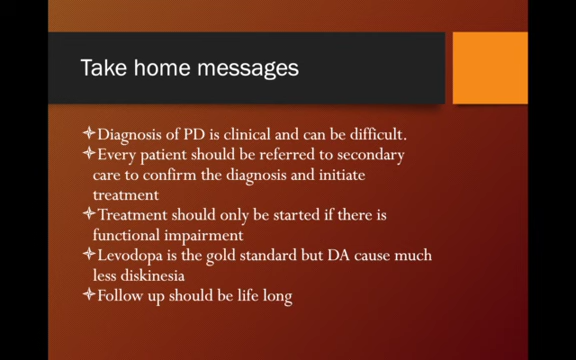 Take home messages
Diagnosis of PD is clinical and can be difficult.
Every patient should be referred to secondary
care to confirm the diagnosis and initiate
treatment
Treatment should only be started if there is
functional impairment
Levodopa is the gold standard but DA cause much
less diskinesia
Follow up should be life long